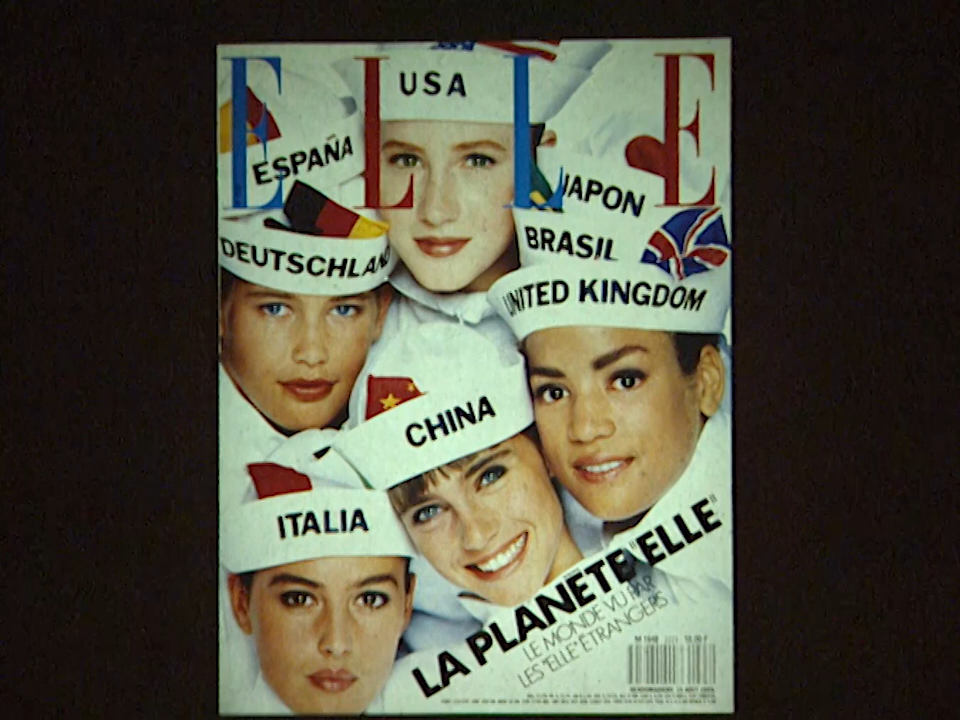 ELLE
USA
ESPAÑA
JAPON
BRASIL
DEUTSCHLAND
UNITED KINGDOM
CHINA
ITALIA
LA PLANETE "ELLE"
LE MONDE VU PAR
LES "ELLE" ÉTRANGERS